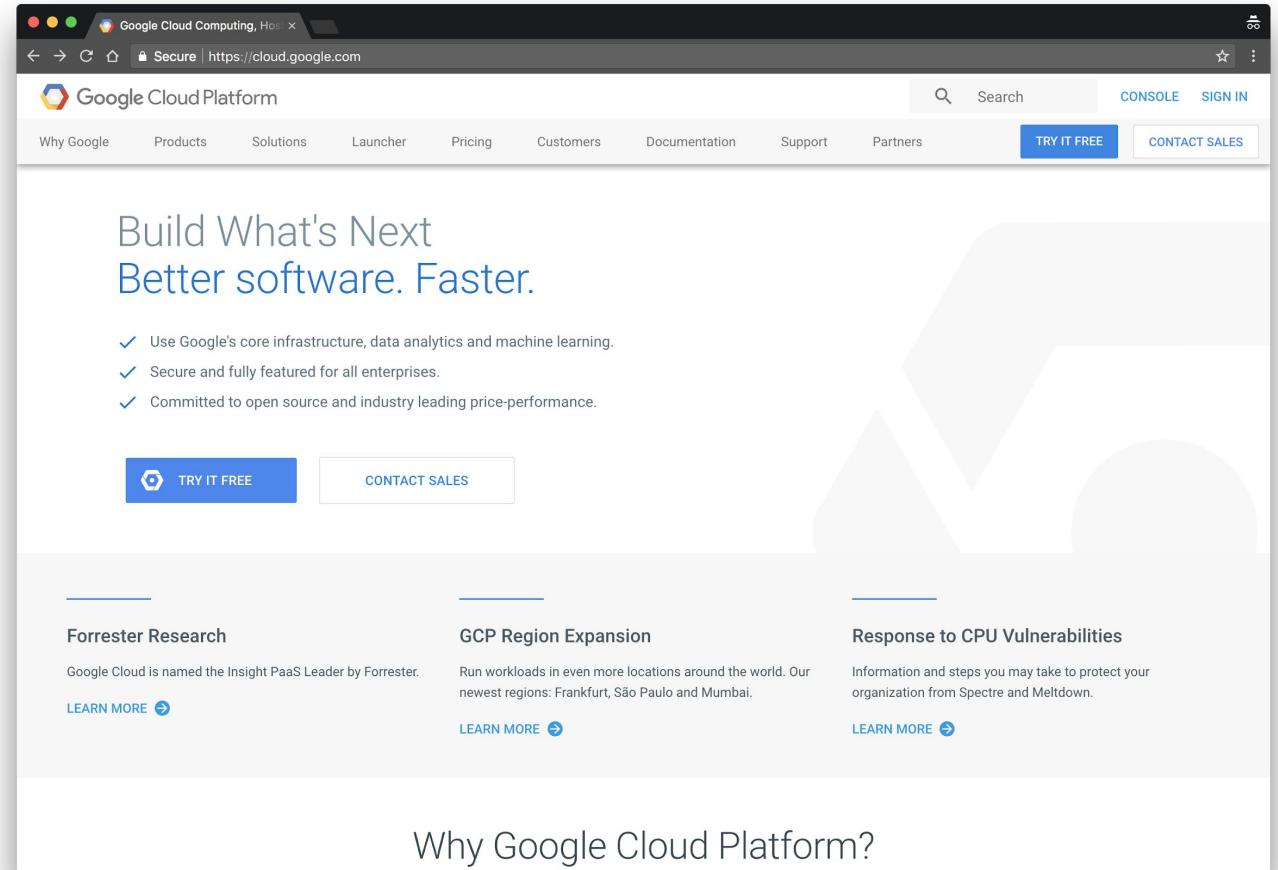 Google Cloud Computing, Hos
Secure | https://cloud.google.com
Google Cloud Platform
Search
CONSOLE SIGN IN
Why Google Products Solutions Launcher Pricing Customers Documentation Support Partners TRY IT FREE CONTACT SALES
Build What's Next
Better software. Faster.
Use Google's core infrastructure, data analytics and machine learning.
Secure and fully featured for all enterprises.
Committed to open source and industry leading price-performance.
TRY IT FREE CONTACT SALES
Forrester Research
Google Cloud is named the Insight PaaS Leader by Forrester.
LEARN MORE
GCP Region Expansion
Run workloads in even more locations around the world. Our
newest regions: Frankfurt, São Paulo and Mumbai.
LEARN MORE
Response to CPU Vulnerabilities
Information and steps you may take to protect your
organization from Spectre and Meltdown.
LEARN MORE
Why Google Cloud Platform?